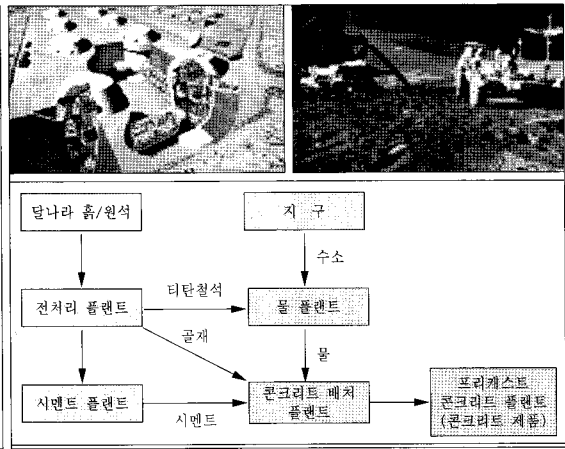 달나라 흙/원석
지 구
수소
티탄철석
전처리 플랜트
물 플랜트
골재
물
시멘트 플랜트
시멘트
콘크리트 배치
플랜트
프리캐스트
콘크리트 플랜트
(콘크리트 제품)